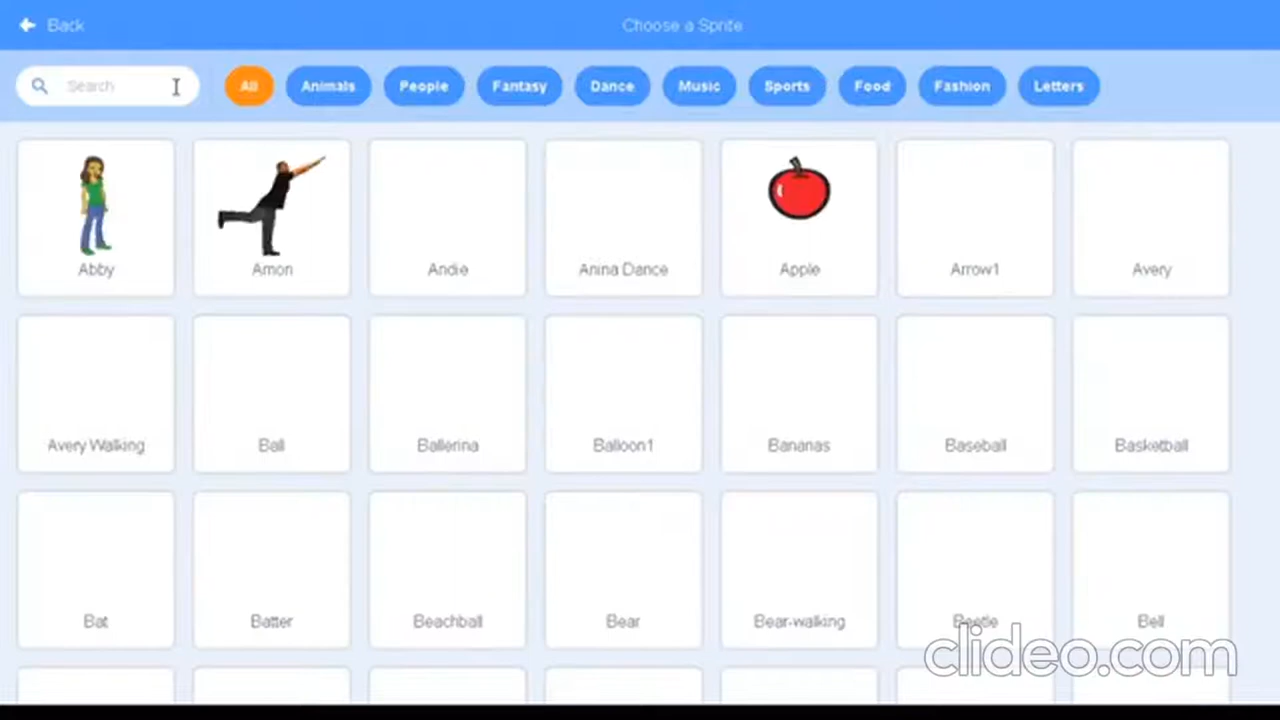 Back
Choose a Sprite
Search
All Animals People Fantasy Dance Music Sports Food Fashion Letters
Abby Amon Andie Anina Dance Apple Arrow1 Avery
Avery Walking Ball Ballerina Balloon1 Bananas Baseball Basketball
Bat Batter Beachball Bear Bear-walking Beetle Bell
clideo.com